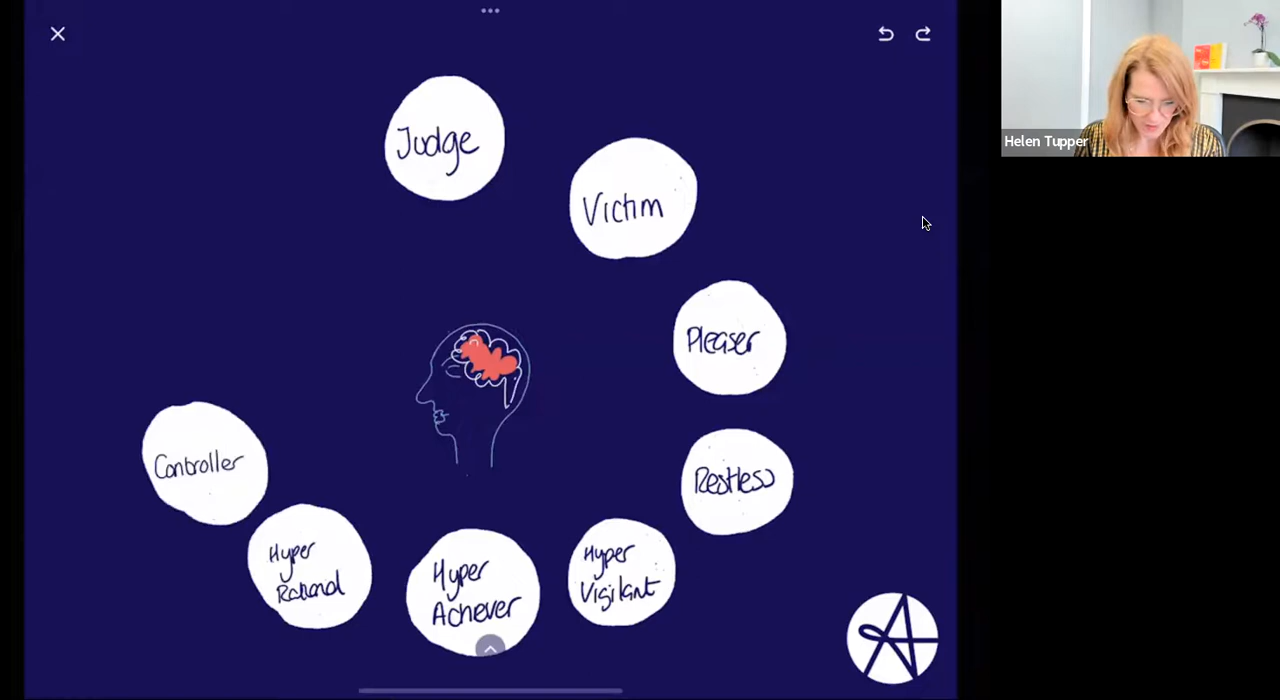 Judge
Victim
Pleaser
Restless
Hyper
Vigilant
Hyper
Achiever
Hyper
Rational
Controller
Helen Tupper